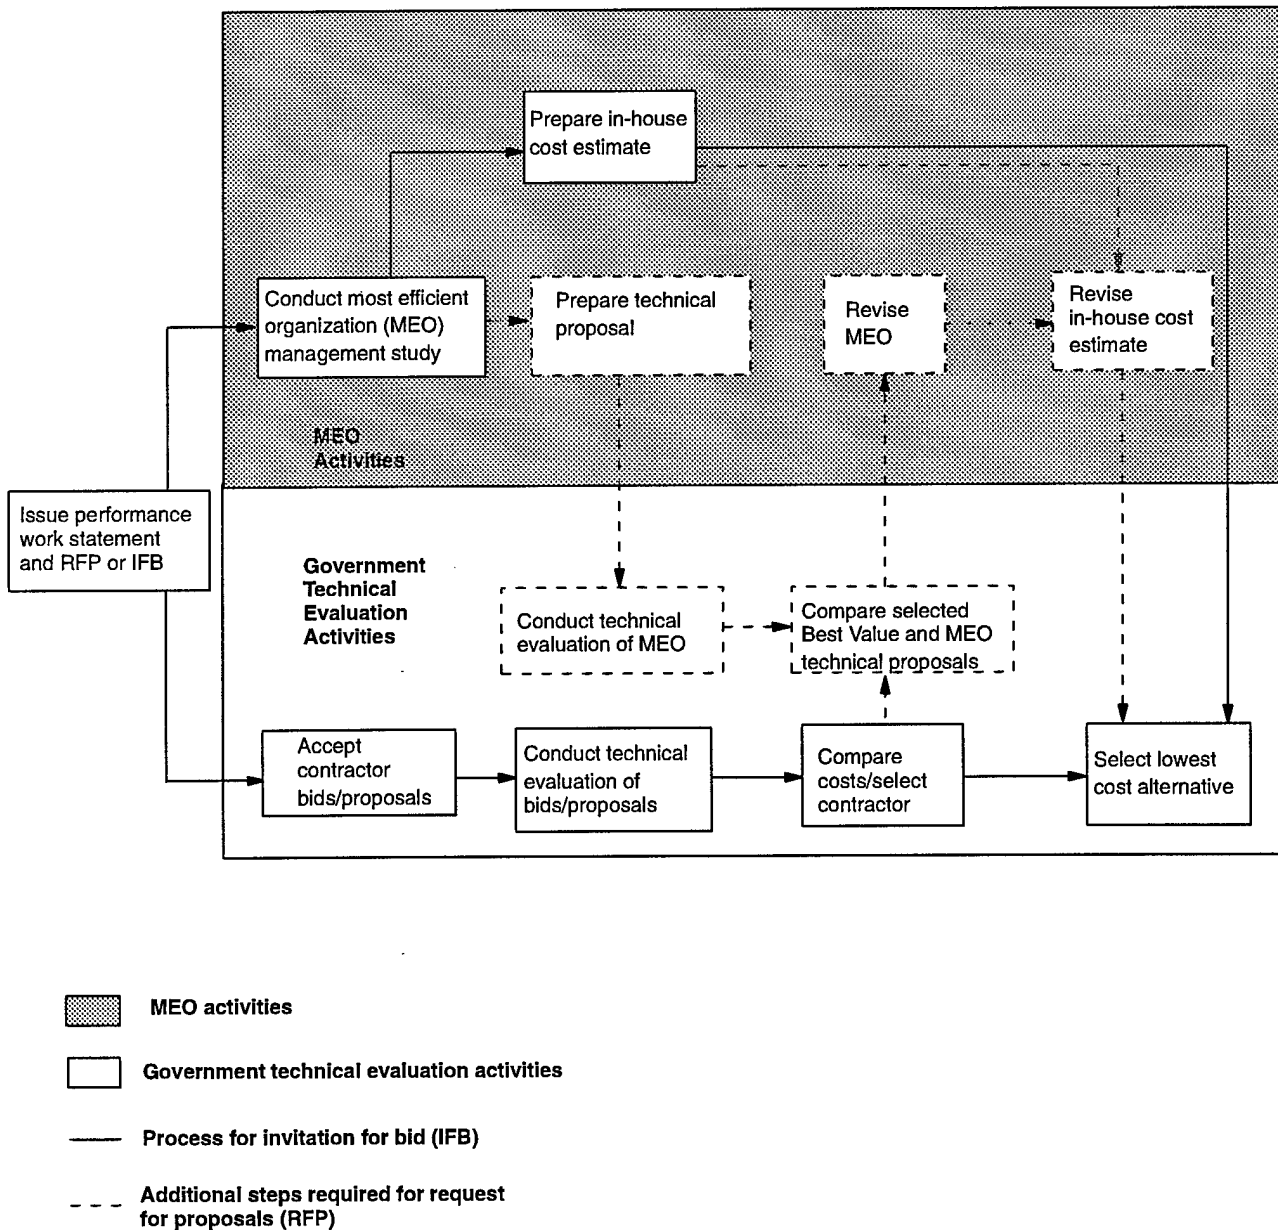 Prepare in-house
cost estimate
Conduct most efficient
organization (MEO)
management study
Prepare technical
proposal
Revise
MEO
Revise
in-house cost
estimate
MEO
Activities
Issue performance
work statement
and RFP or IFB
Government
Technical
Evaluation
Activities
Conduct technical
evaluation of MEO
Compare selected
Best Value and MEO
technical proposals
Accept
contractor
bids/proposals
Conduct technical
evaluation of
bids/proposals
Compare
costs/select
contractor
Select lowest
cost alternative
MEO activities
Government technical evaluation activities
Process for invitation for bid (IFB)
Additional steps required for request
for proposals (RFP)